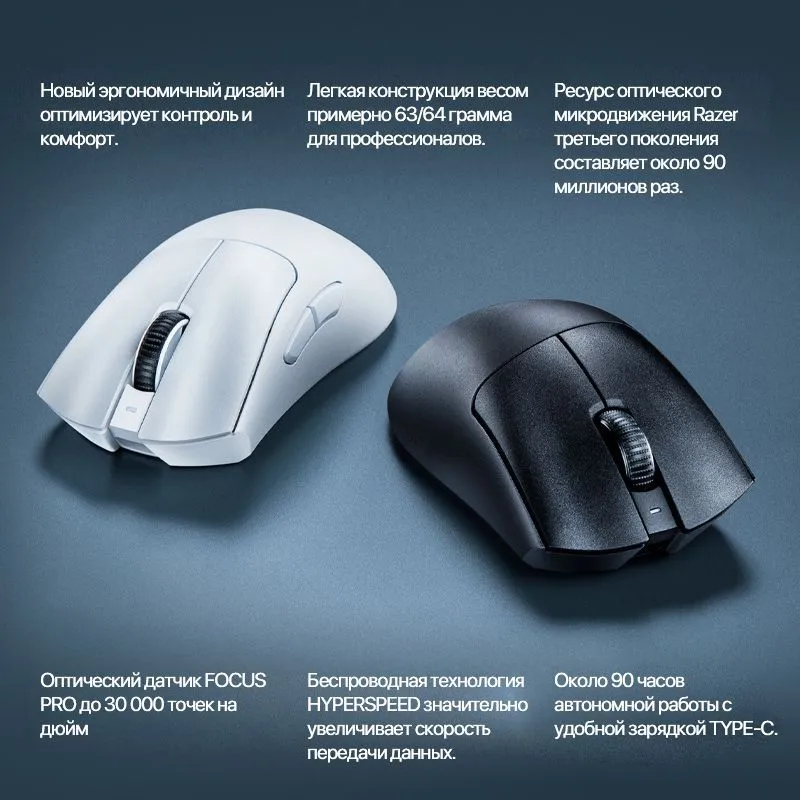 Новый эргономичный дизайн
оптимизирует контроль и
комфорт.
Легкая конструкция весом
примерно 63/64 грамма
для профессионалов.
Ресурс оптического
микродвижения Razer
третьего поколения
составляет около 90
миллионов раз.
Оптический датчик FOCUS
PRO до 30 000 точек на
дюйм
Беспроводная технология
HYPERSPEED значительно
увеличивает скорость
передачи данных.
Около 90 часов
автономной работы с
удобной зарядкой TYPE-C.